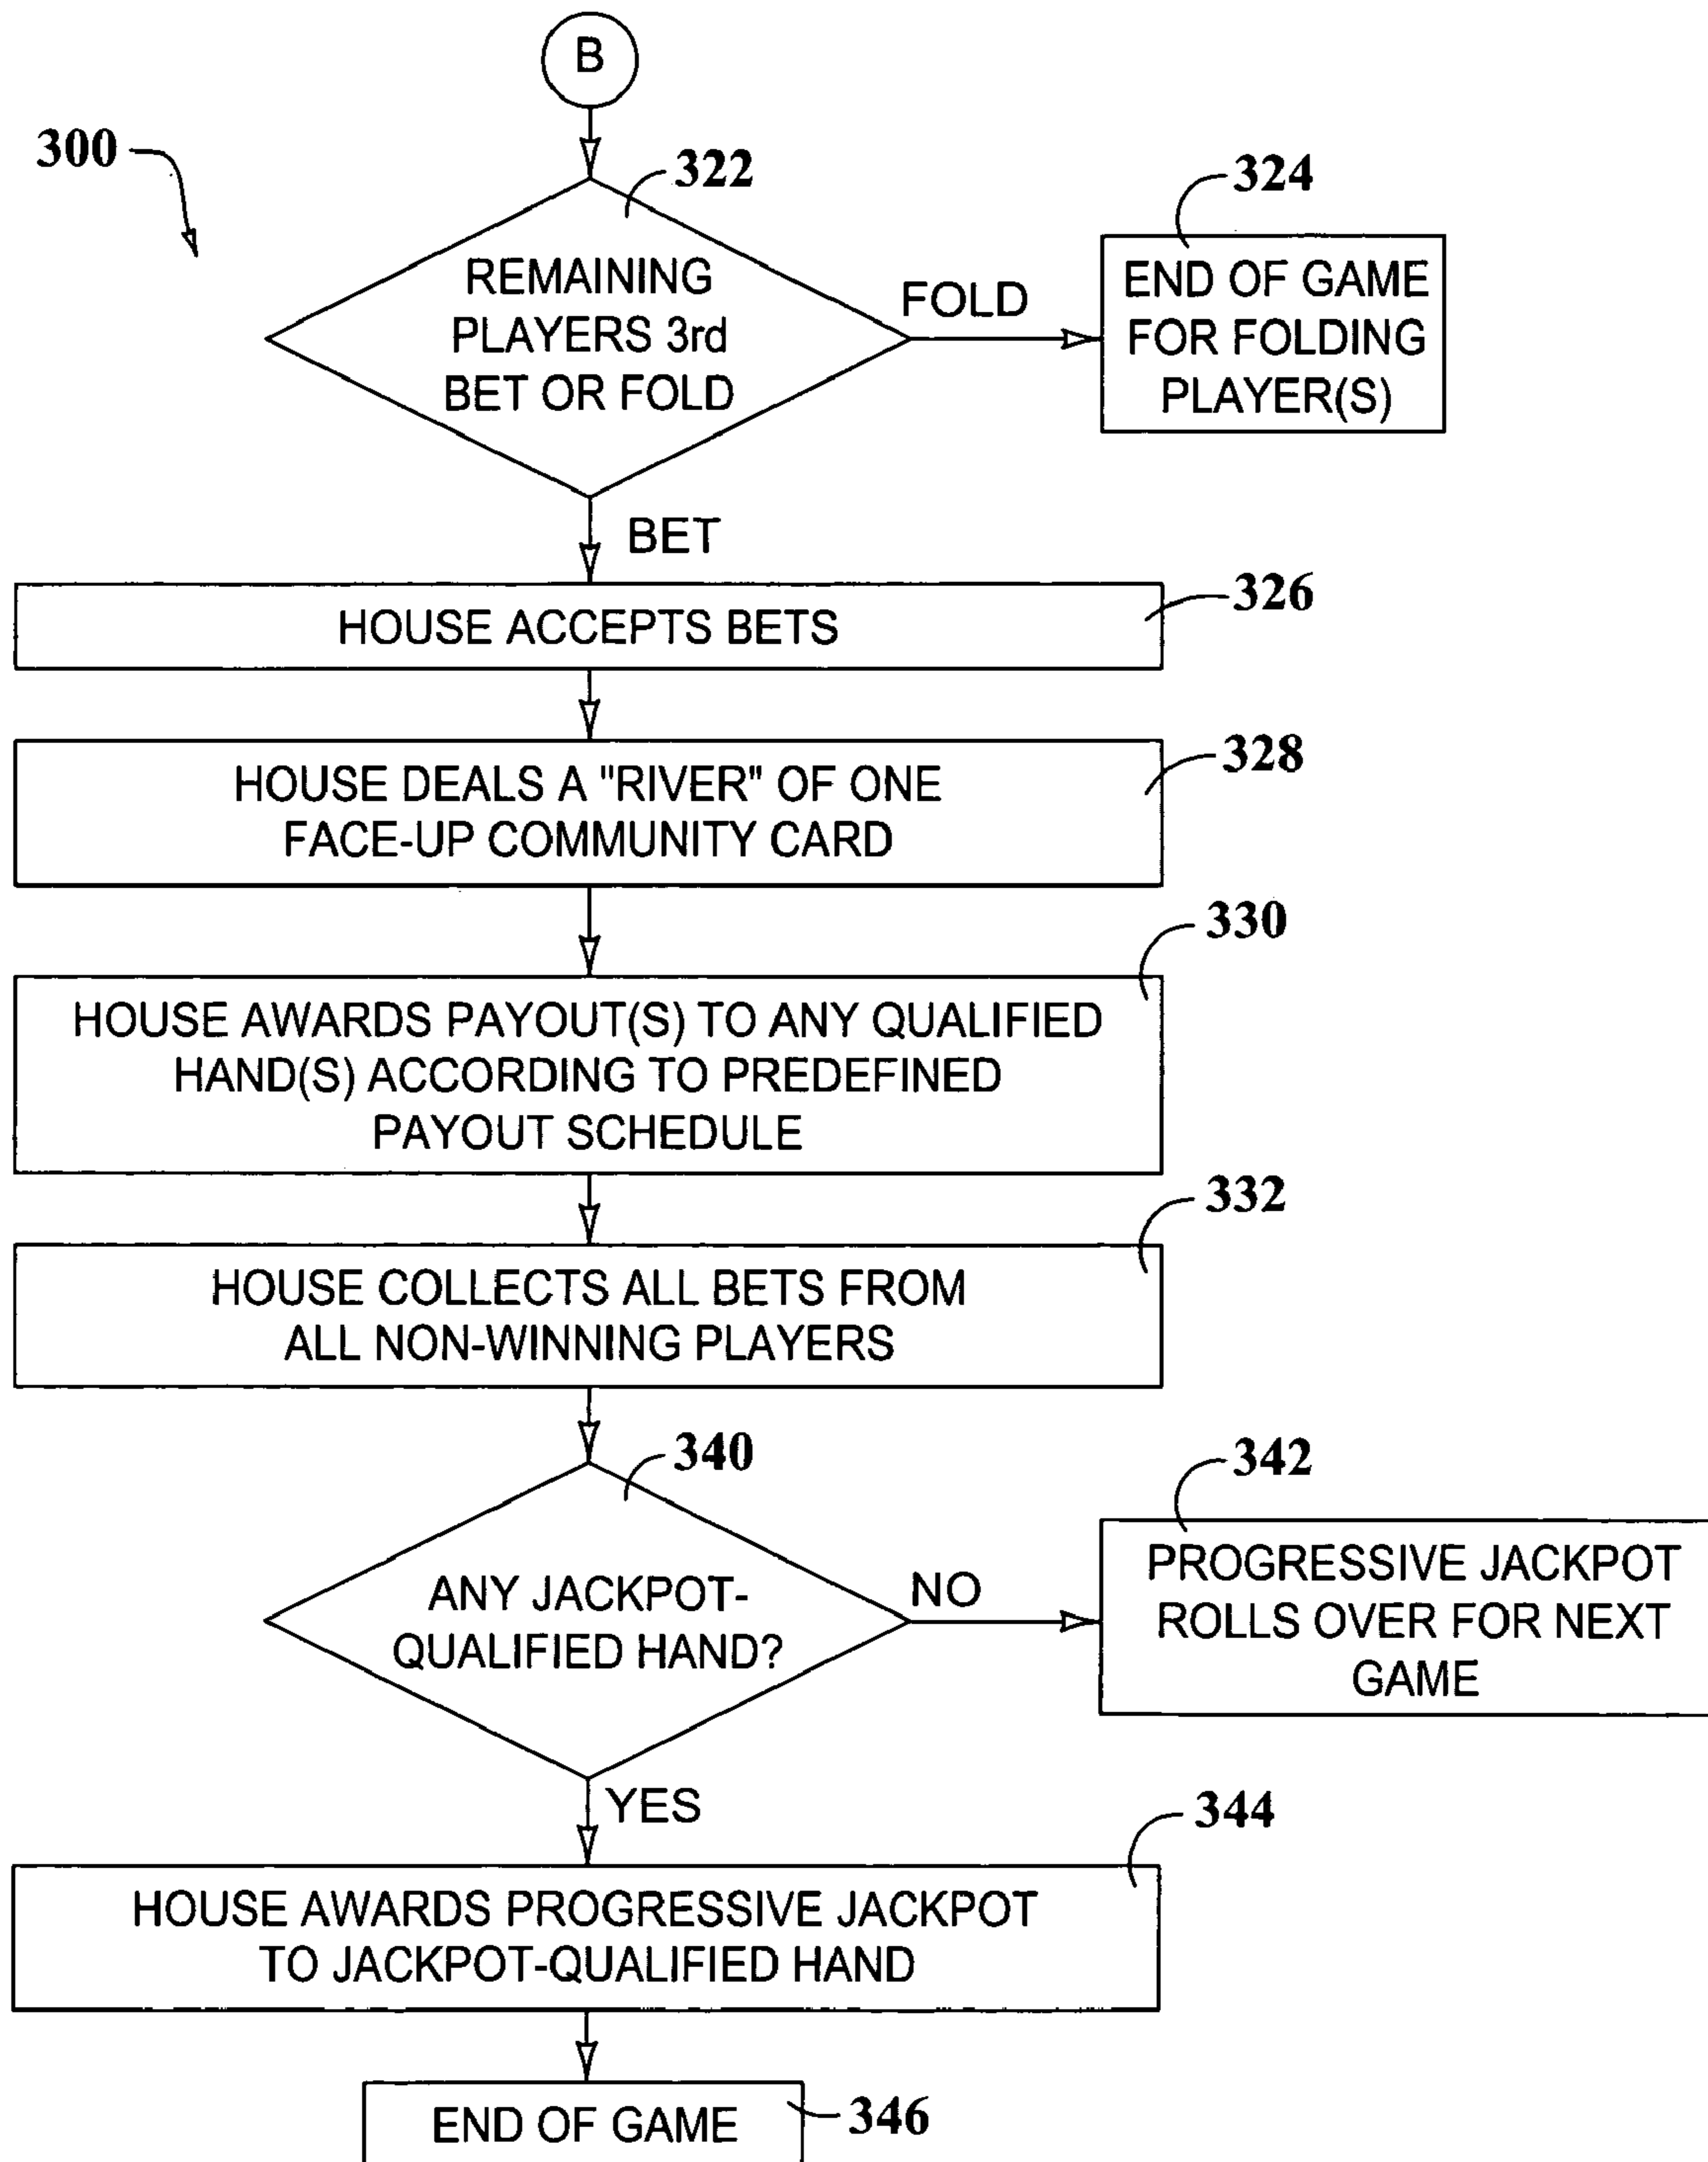 B
300
322
324
REMAINING
PLAYERS 3rd
BET OR FOLD
FOLD
END OF GAME
FOR FOLDING
PLAYER(S)
BET
326
HOUSE ACCEPTS BETS
328
HOUSE DEALS A "RIVER" OF ONE
FACE-UP COMMUNITY CARD
330
HOUSE AWARDS PAYOUT(S) TO ANY QUALIFIED
HAND(S) ACCORDING TO PREDEFINED
PAYOUT SCHEDULE
332
HOUSE COLLECTS ALL BETS FROM
ALL NON-WINNING PLAYERS
340
342
ANY JACKPOT-
QUALIFIED HAND?
NO
PROGRESSIVE JACKPOT
ROLLS OVER FOR NEXT
GAME
YES
344
HOUSE AWARDS PROGRESSIVE JACKPOT
TO JACKPOT-QUALIFIED HAND
END OF GAME
346